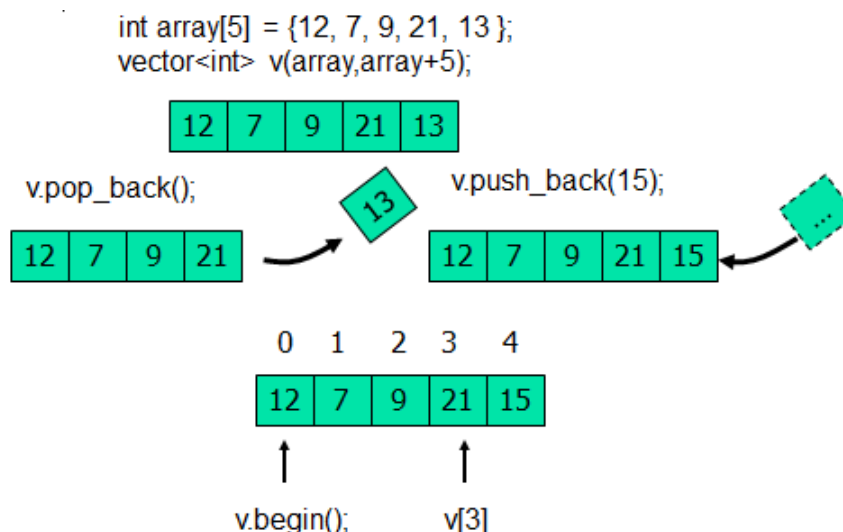 int array[5] = {12, 7, 9, 21, 13 };
vector<int> v(array,array+5);
12 7 9 21 13
v.pop_back();
13
v.push_back(15);
...
12 7 9 21
12 7 9 21 15
0 1 2 3 4
12 7 9 21 15
v.begin();
v[3]